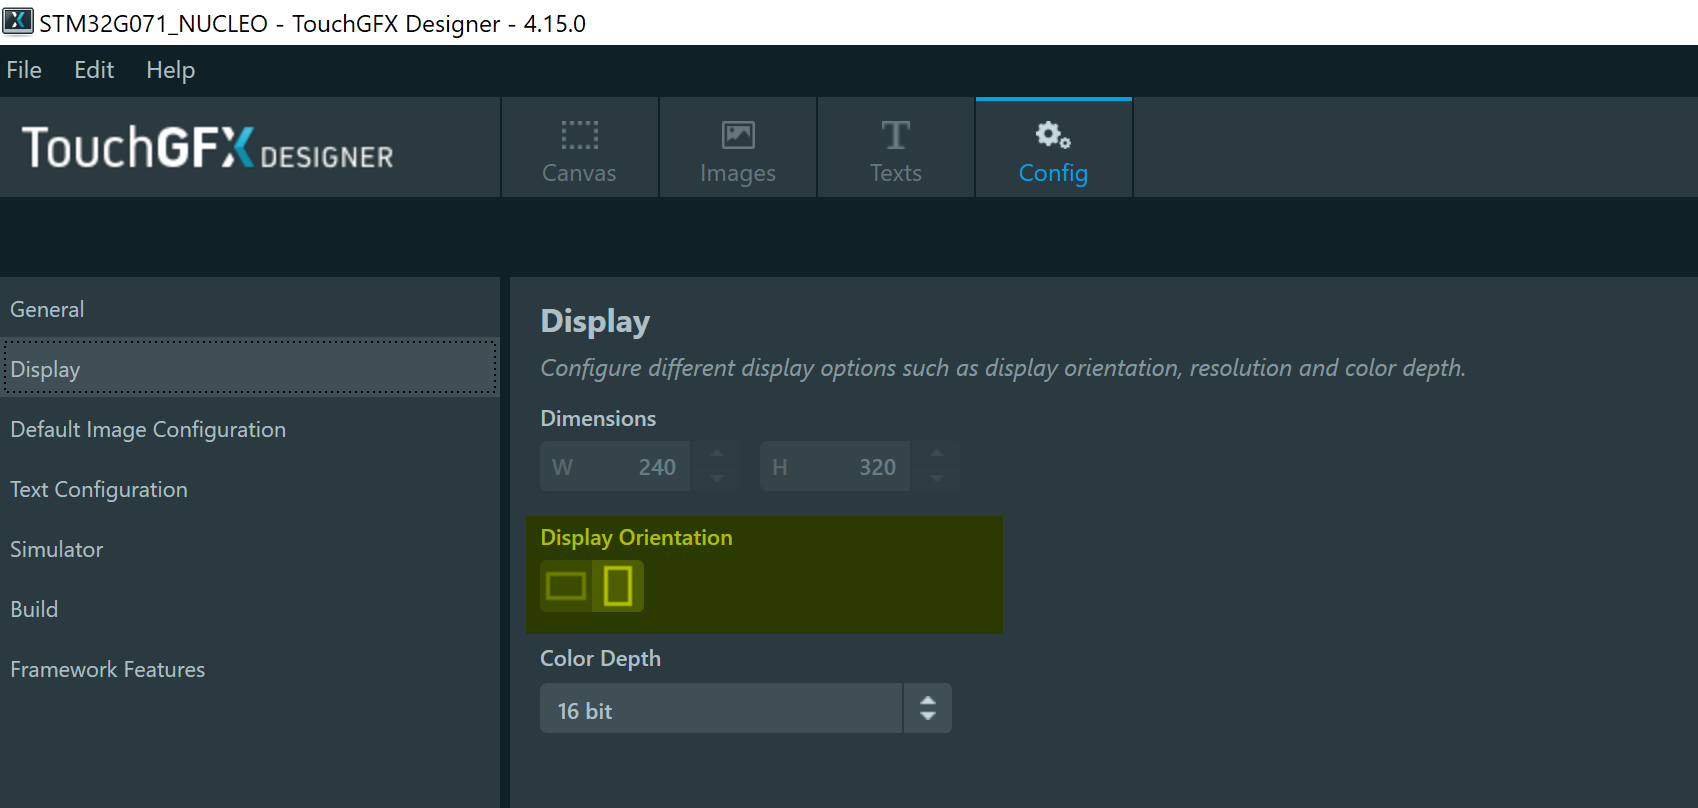 STM32G071_NUCLEO - TouchGFX Designer - 4.15.0
File Edit Help
TouchGFX DESIGNER
Canvas Images Texts Config
General
Display
Default Image Configuration
Text Configuration
Simulator
Build
Framework Features
Display
Configure different display options such as display orientation, resolution and color depth.
Dimensions
W 240 H 320
Display Orientation
Color Depth
16 bit